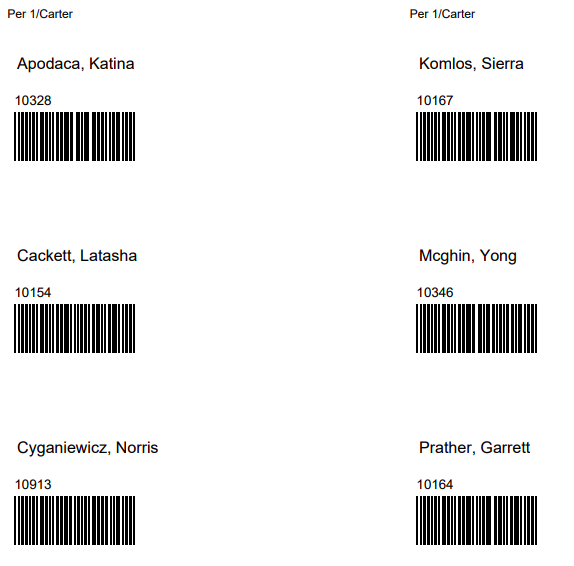 Per 1/Carter
Apodaca, Katina
10328
Cackett, Latasha
10154
Cyganiewicz, Norris
10913
Per 1/Carter
Komlos, Sierra
10167
Mcghin, Yong
10346
Prather, Garrett
10164